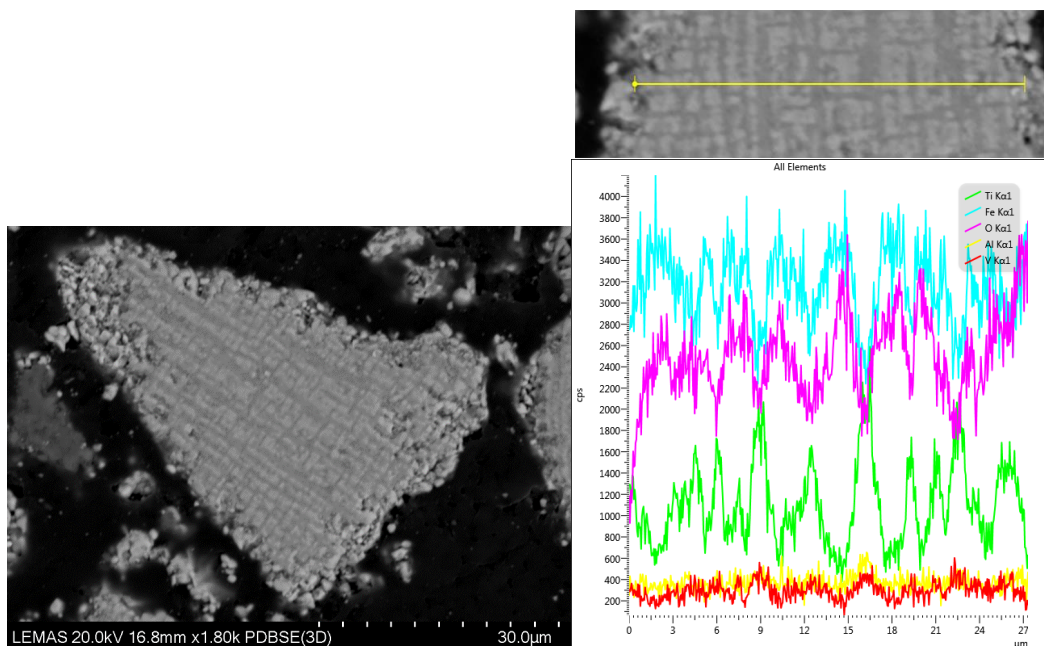 LEMAS 20.0kV 16.8mm x1.80k PDBSE(3D) 30.0µm
All Elements
Ti Kα1
Fe Kα1
O Kα1
Al Kα1
V Kα1
cps
4000
3600
3400
3200
3000
2800
2600
2400
2200
2000
1800
1600
1400
1200
1000
800
600
400
200
0 3 6 9 12 15 18 21 24 27
µm